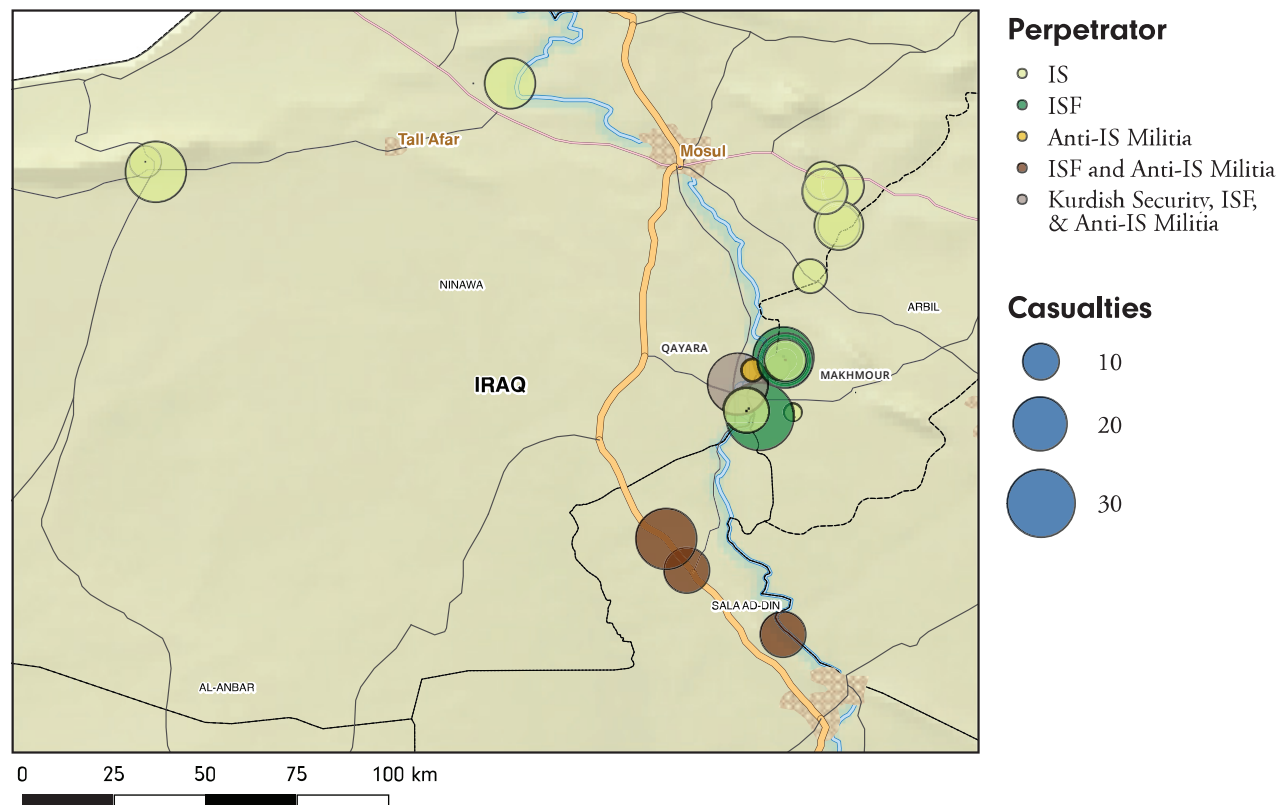 Perpetrator
IS
ISF
Anti-IS Militia
ISF and Anti-IS Militia
Kurdish Security, ISF,
& Anti-IS Militia
Casualties
10
20
30
Tall Afar
Mosul
NINAWA
ARBIL
QAYARA
MAKHMOUR
IRAQ
SALA AD-DIN
AL-ANBAR
0 25 50 75 100 km